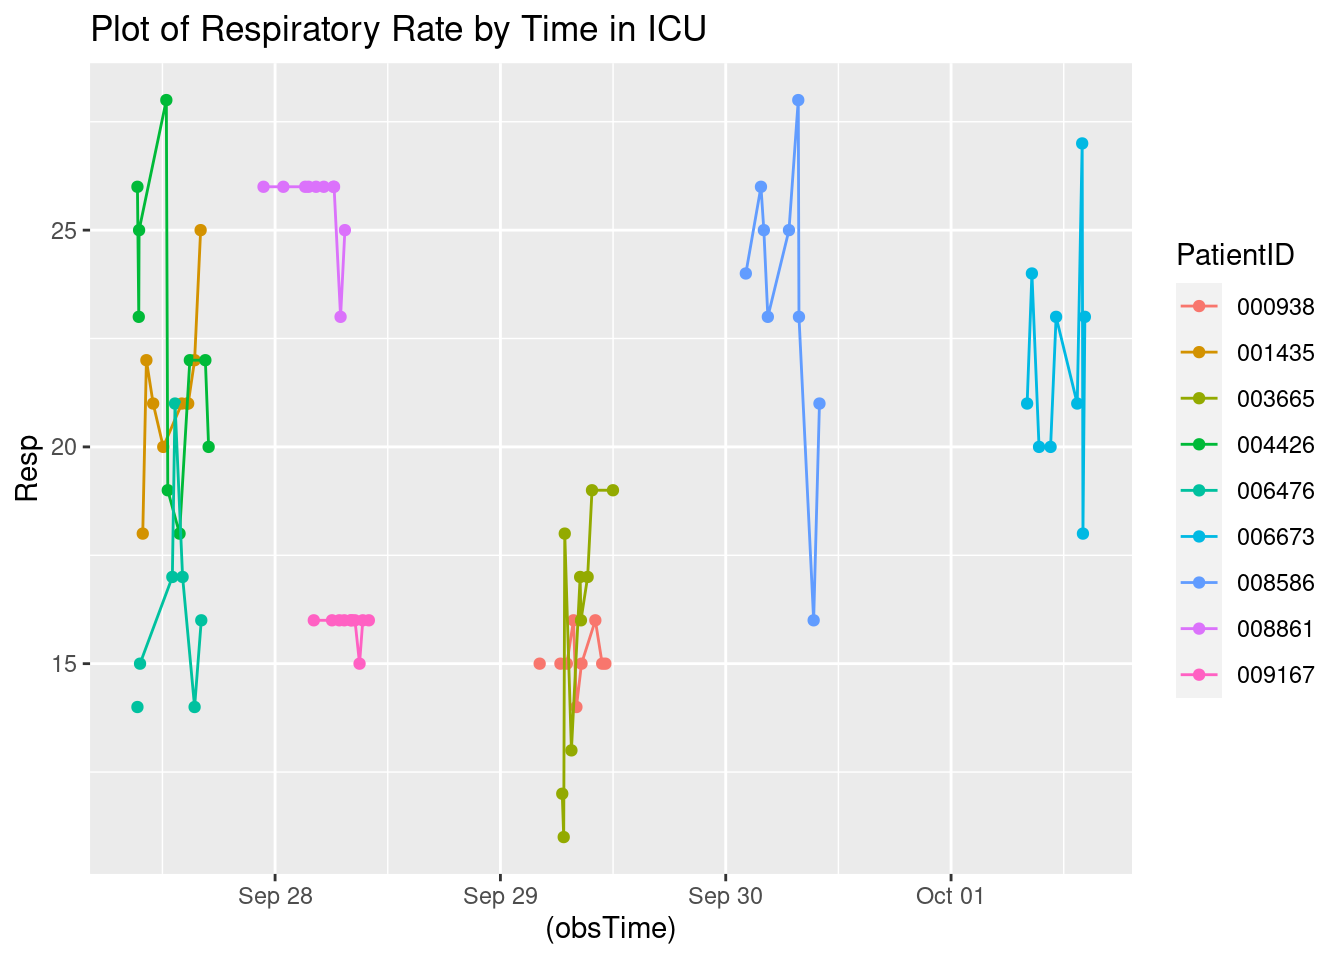 Plot of Respiratory Rate by Time in ICU
25
20
15
Resp
Sep 28
Sep 29
Sep 30
Oct 01
(obsTime)
PatientID
000938
001435
003665
004426
006476
006673
008586
008861
009167